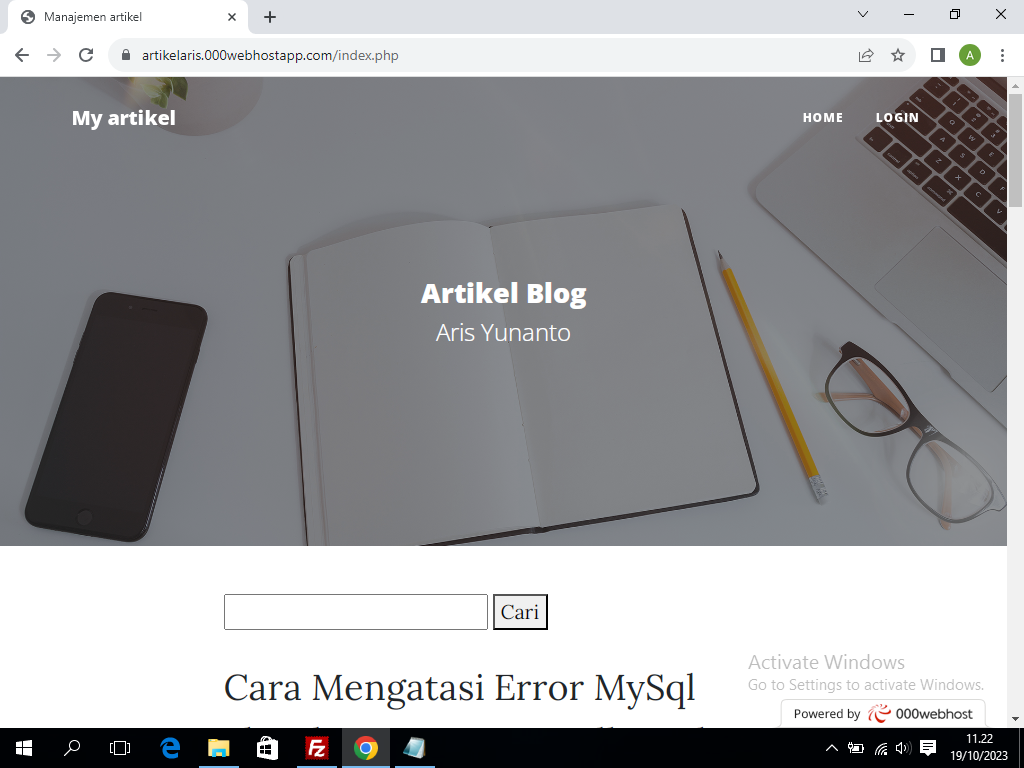 Manajemen artikel
artikelaris.000webhostapp.com/index.php
A
My artikel
HOME
LOGIN
Artikel Blog
Aris Yunanto
Cari
Cara Mengatasi Error MySql
Activate Windows
Go to Settings to activate Windows.
Powered by 000webhost
11.22
19/10/2023